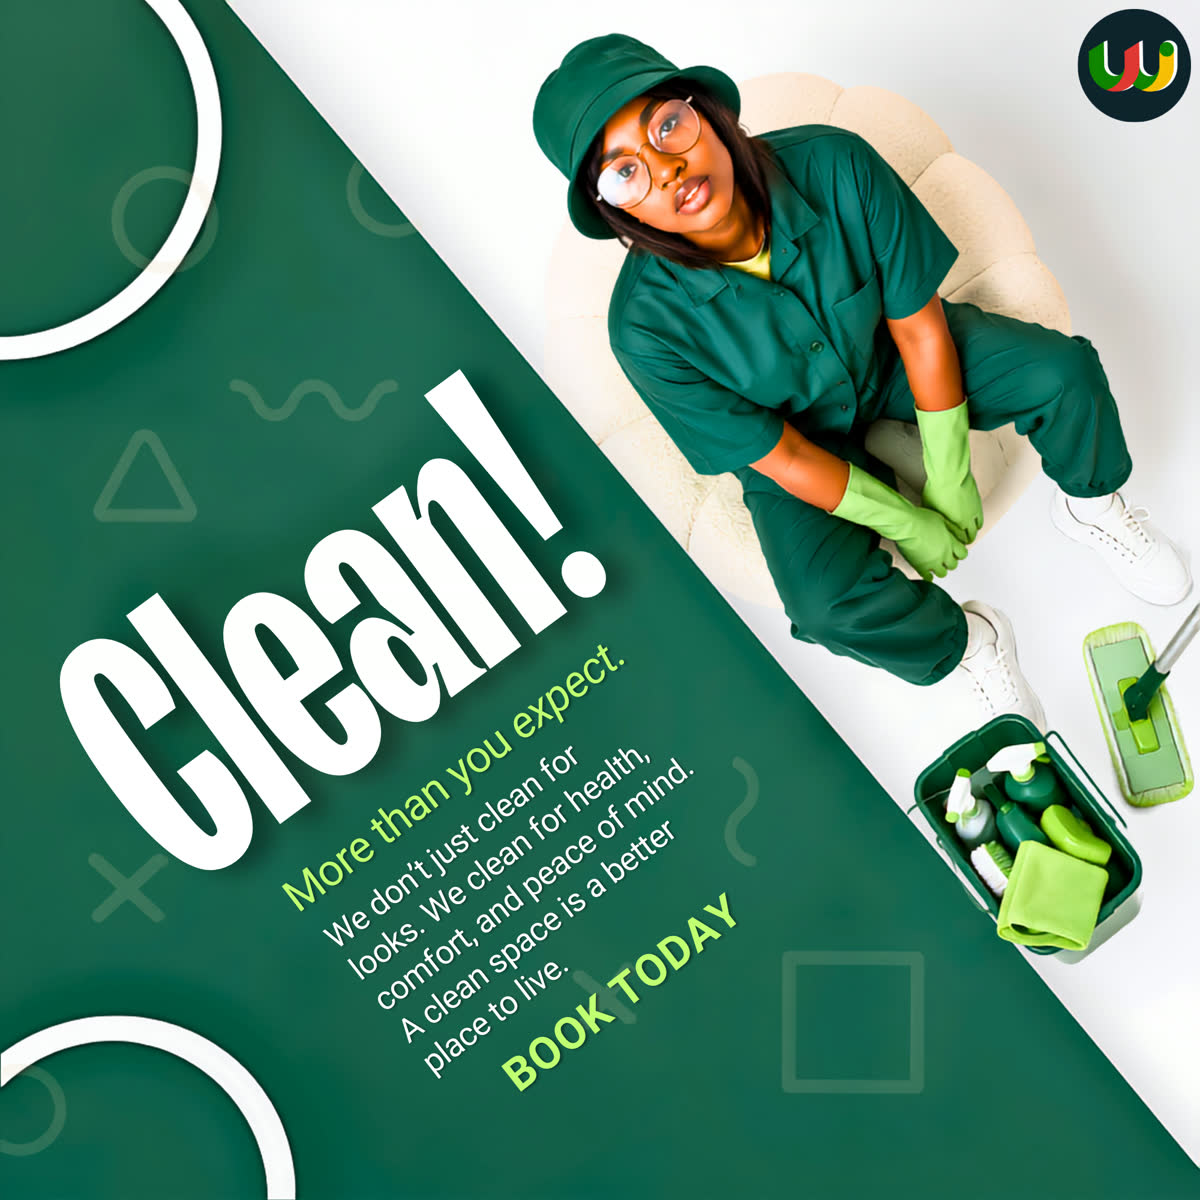 Clean!
More than you expect.
We don't just clean for
looks. We clean for health,
comfort, and peace of mind.
A clean space is a better
place to live.
BOOK TODAY